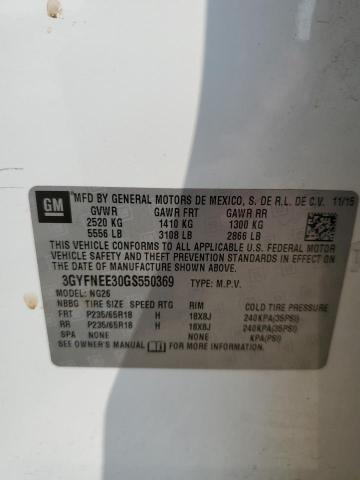 GM MFD BY GENERAL MOTORS DE MEXICO, S. DE R.L. DE C.V. 11/15
GVWR GAWR FRT GAWR RR
2520 KG 1410 KG 1300 KG
5556 LB 3108 LB 2866 LB
THIS VEHICLE CONFORMS TO ALL APPLICABLE U.S. FEDERAL MOTOR
VEHICLE SAFETY, BUMPER, AND THEFT PREVENTION STANDARDS IN EFFECT
ON THE DATE OF MANUFACTURE SHOWN ABOVE.
3GYFNEE30GS550369 TYPE: M.P.V.
MODEL: NG26
NBBG TIRE SIZE SPEED RTG RIM COLD TIRE PRESSURE
FRT P235/65R18 H 18X8J 240KPA(35PSI)
RR P235/65R18 H 18X8J 240KPA(35PSI)
SPA NONE NONE NONE KPA(PSI)
SEE OWNER'S MANUAL FOR MORE INFORMATION.